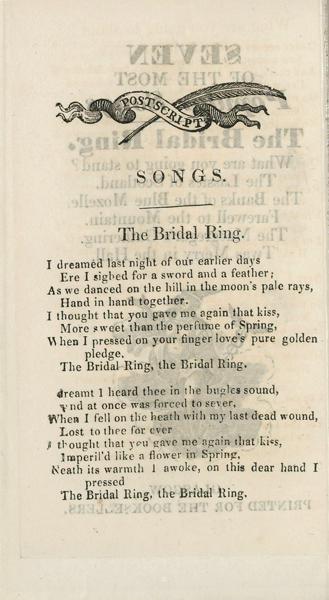 POSTSCRIPT
SONGS.
The Bridal Ring.
I dreamed last night of our earlier days
Ere I sighed for a sword and a feather;
As we danced on the hill in the moon's pale rays,
Hand in hand together.
I thought that you gave me again that kiss,
More sweet than the perfume of Spring,
When I pressed on your finger love's pure golden
pledge.
The Bridal Ring, the Bridal Ring.
dreamt I heard thee in the bugles sound,
nd at once was forced to sever,
When I fell on the heath with my last dead wound,
Lost to thee for ever
I thought that you gave me again that kiss,
Imperil'd like a flower in Spring,
Neath its warmth I awoke, on this dear hand I
pressed
The Bridal Ring, the Bridal Ring.